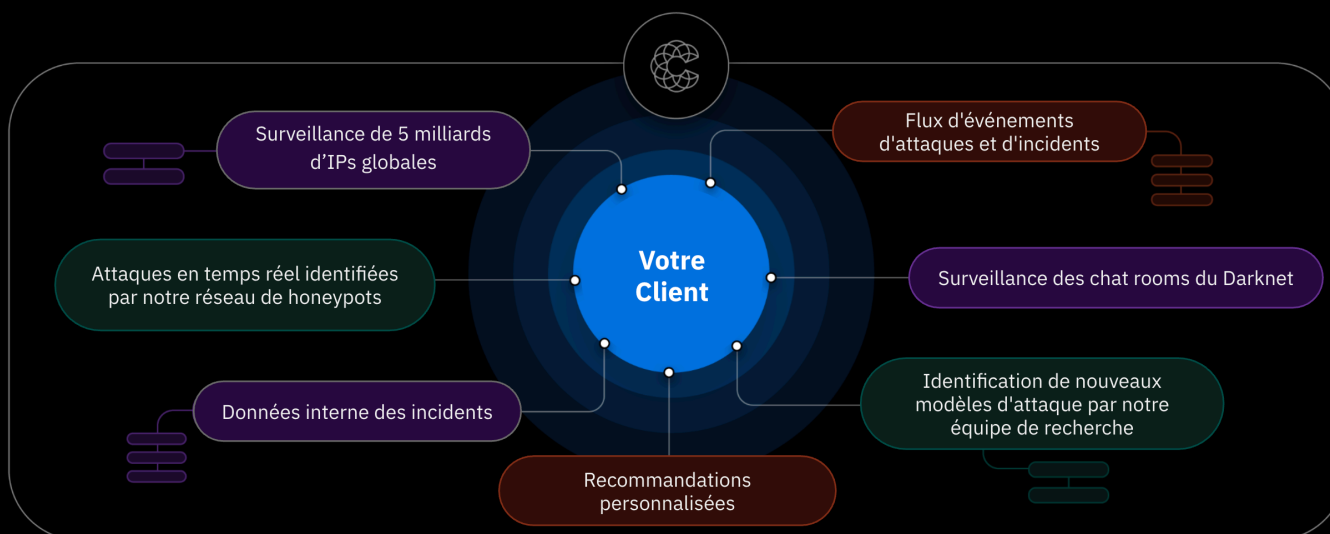 Surveillance de 5 milliards
d’IPs globales
Flux d'événements
d'attaques et d'incidents
Attaques en temps réel identifiées
par notre réseau de honeypots
Votre
Client
Surveillance des chat rooms du Darknet
Données interne des incidents
Identification de nouveaux
modèles d'attaque par notre
équipe de recherche
Recommandations
personnalisées